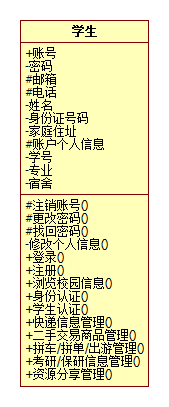 学生
+账号
-密码
#邮箱
#电话
-姓名
-身份证号码
-家庭住址
#账户个人信息
-学号
-专业
-宿舍
#注销账号()
#更改密码()
#找回密码()
-修改个人信息()
+登录()
+注册()
+浏览校园信息()
+身份认证()
+学生认证()
+快递信息管理()
+二手交易商品管理()
+拼车/拼单/出游管理()
+考研/保研信息管理()
+资源分享管理()